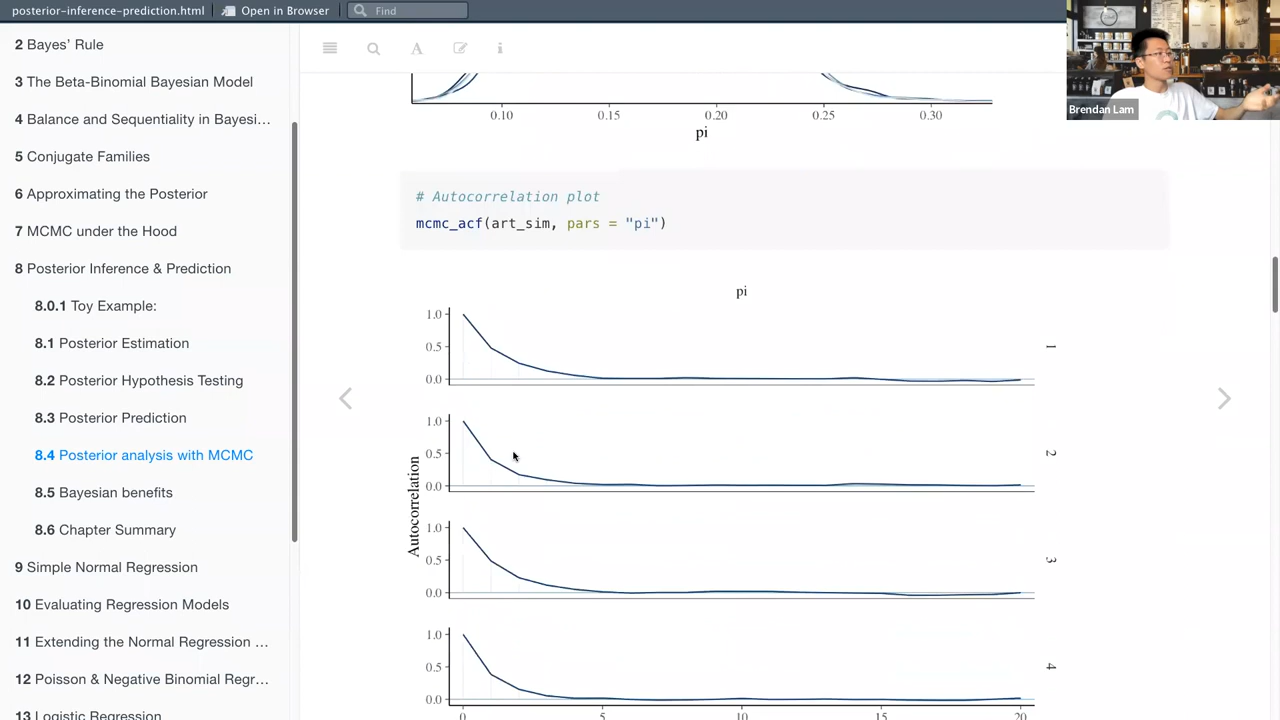 posterior-inference-prediction.html
Open in Browser
Find
2 Bayes' Rule
3 The Beta-Binomial Bayesian Model
4 Balance and Sequentiality in Bayesi…
5 Conjugate Families
6 Approximating the Posterior
7 MCMC under the Hood
8 Posterior Inference & Prediction
8.0.1 Toy Example:
8.1 Posterior Estimation
8.2 Posterior Hypothesis Testing
8.3 Posterior Prediction
8.4 Posterior analysis with MCMC
8.5 Bayesian benefits
8.6 Chapter Summary
9 Simple Normal Regression
10 Evaluating Regression Models
11 Extending the Normal Regression …
12 Poisson & Negative Binomial Regr…
13 Logistic Regression
A
i
0.10 0.15 0.20 0.25 0.30
pi
# Autocorrelation plot
mcmc_acf(art_sim, pars = "pi")
pi
Autocorrelation
1.0
0.5
0.0
1
1.0
0.5
0.0
2
1.0
0.5
0.0
3
1.0
0.5
0.0
4
0 5 10 15 20
Brendan Lam